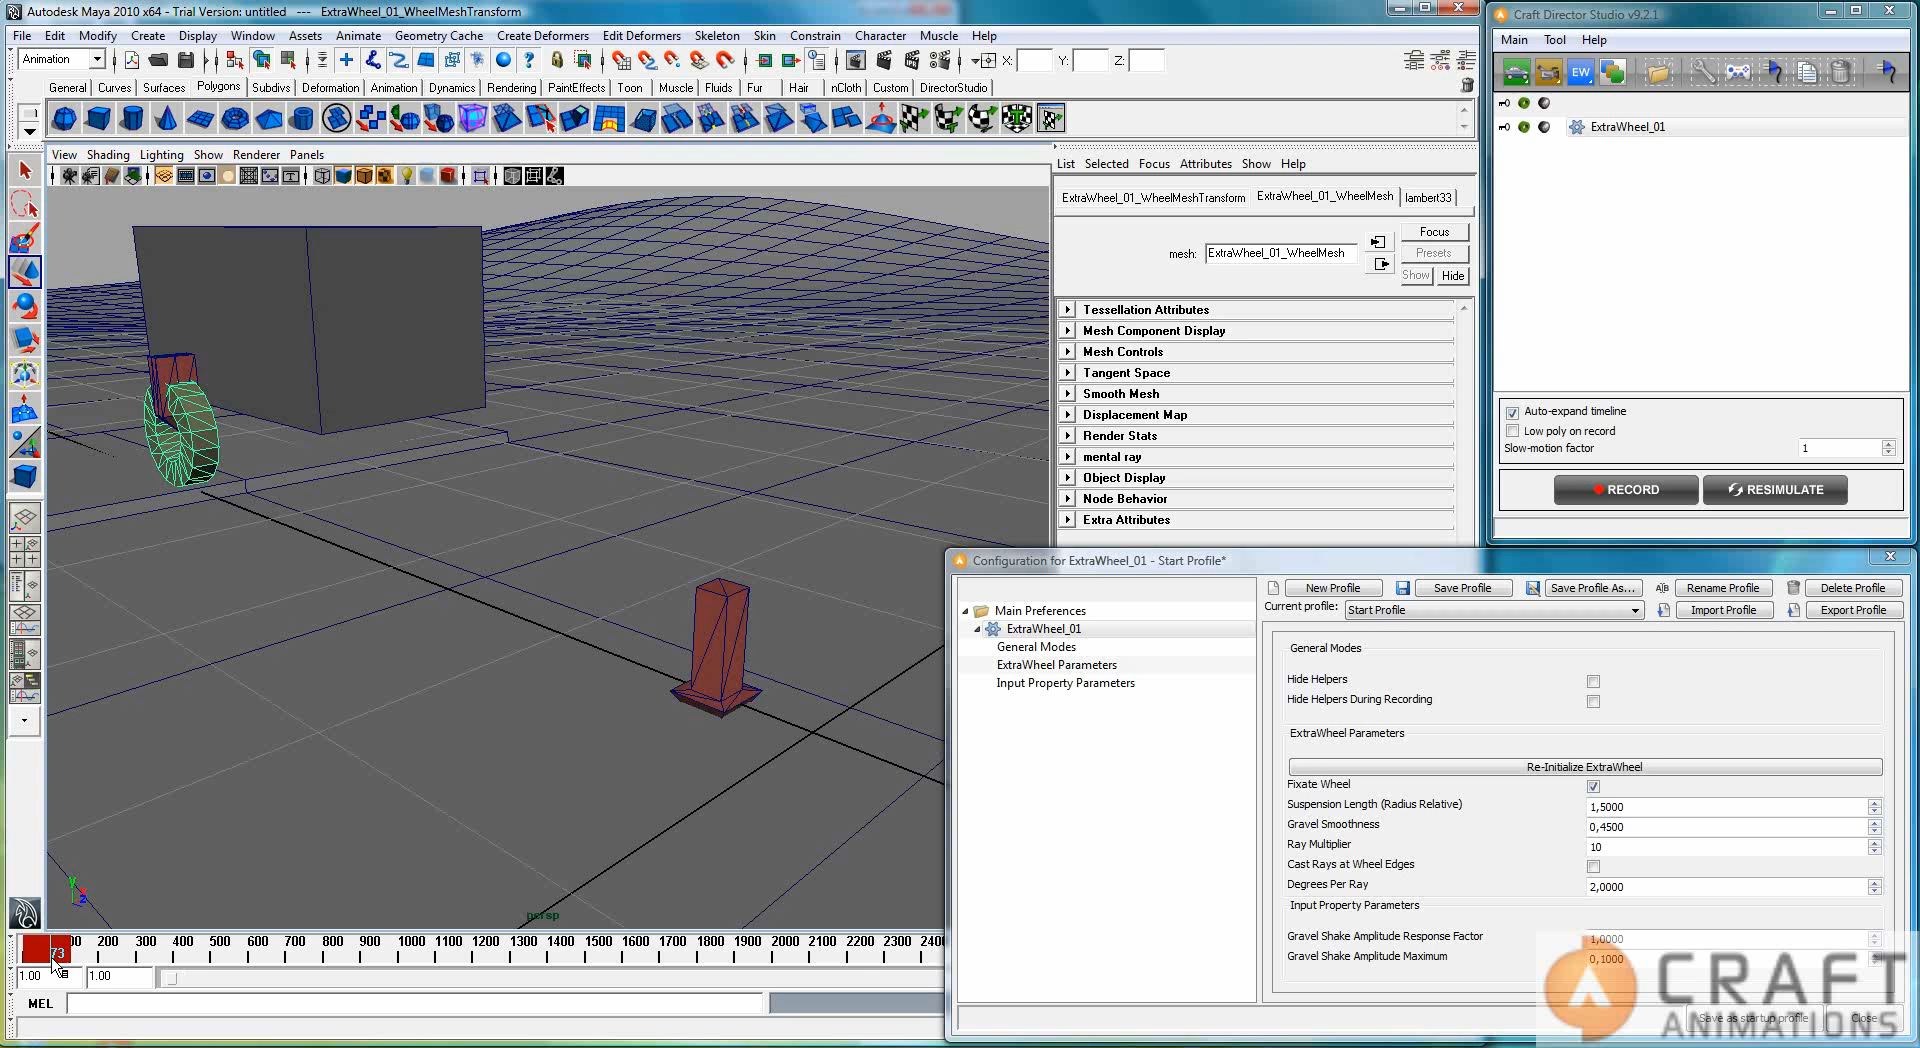 Autodesk Maya 2010 x64 - Trial Version: untitled   ---   ExtraWheel_01_WheelMeshTransform
File Edit Modify Create Display Window Assets Animate Geometry Cache Create Deformers Edit Deformers Skeleton Skin Constrain Character Muscle Help
Animation X: Y: Z:
General Curves Surfaces Polygons Subdivs Deformation Animation Dynamics Rendering PaintEffects Toon Muscle Fluids Fur Hair nCloth Custom DirectorStudio
View Shading Lighting Show Renderer Panels
persp
y x z
73 00 200 300 400 500 600 700 800 900 1000 1100 1200 1300 1400 1500 1600 1700 1800 1900 2000 2100 2200 2300 240
1.00 1.00
MEL
List Selected Focus Attributes Show Help
ExtraWheel_01_WheelMeshTransform ExtraWheel_01_WheelMesh lambert33
mesh: ExtraWheel_01_WheelMesh
Focus
Presets
Show Hide
Tessellation Attributes
Mesh Component Display
Mesh Controls
Tangent Space
Smooth Mesh
Displacement Map
Render Stats
mental ray
Object Display
Node Behavior
Extra Attributes
Craft Director Studio v9.2.1
Main Tool Help
EW
ExtraWheel_01
Auto-expand timeline
Low poly on record
Slow-motion factor 1
RECORD RESIMULATE
Configuration for ExtraWheel_01 - Start Profile*
Main Preferences
ExtraWheel_01
General Modes
ExtraWheel Parameters
Input Property Parameters
New Profile Save Profile Save Profile As... Rename Profile Delete Profile
Current profile: Start Profile Import Profile Export Profile
General Modes
Hide Helpers
Hide Helpers During Recording
ExtraWheel Parameters
Re-Initialize ExtraWheel
Fixate Wheel
Suspension Length (Radius Relative) 1,5000
Gravel Smoothness 0,4500
Ray Multiplier 10
Cast Rays at Wheel Edges
Degrees Per Ray 2,0000
Input Property Parameters
Gravel Shake Amplitude Response Factor 1,0000
Gravel Shake Amplitude Maximum 0,1000
Save as startup profile Close
CRAFT
ANIMATIONS